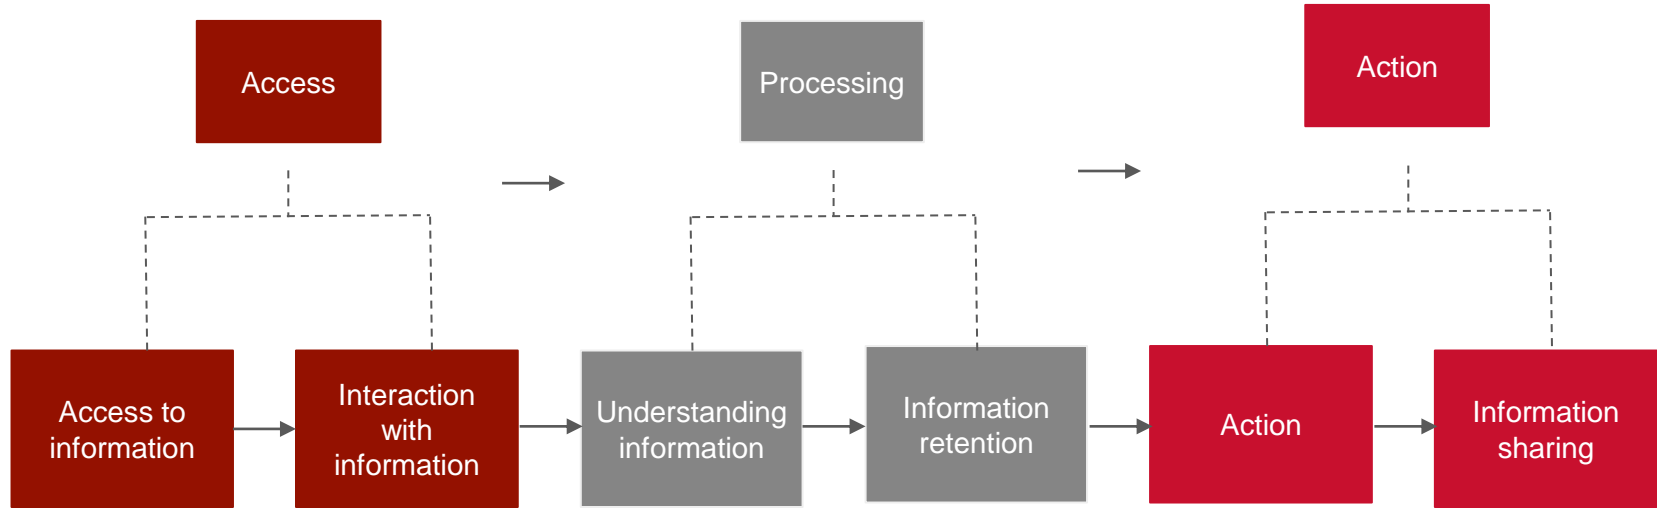 Access
Processing
Action
Access to
information
Interaction
with
information
Understanding
information
Information
retention
Action
Information
sharing